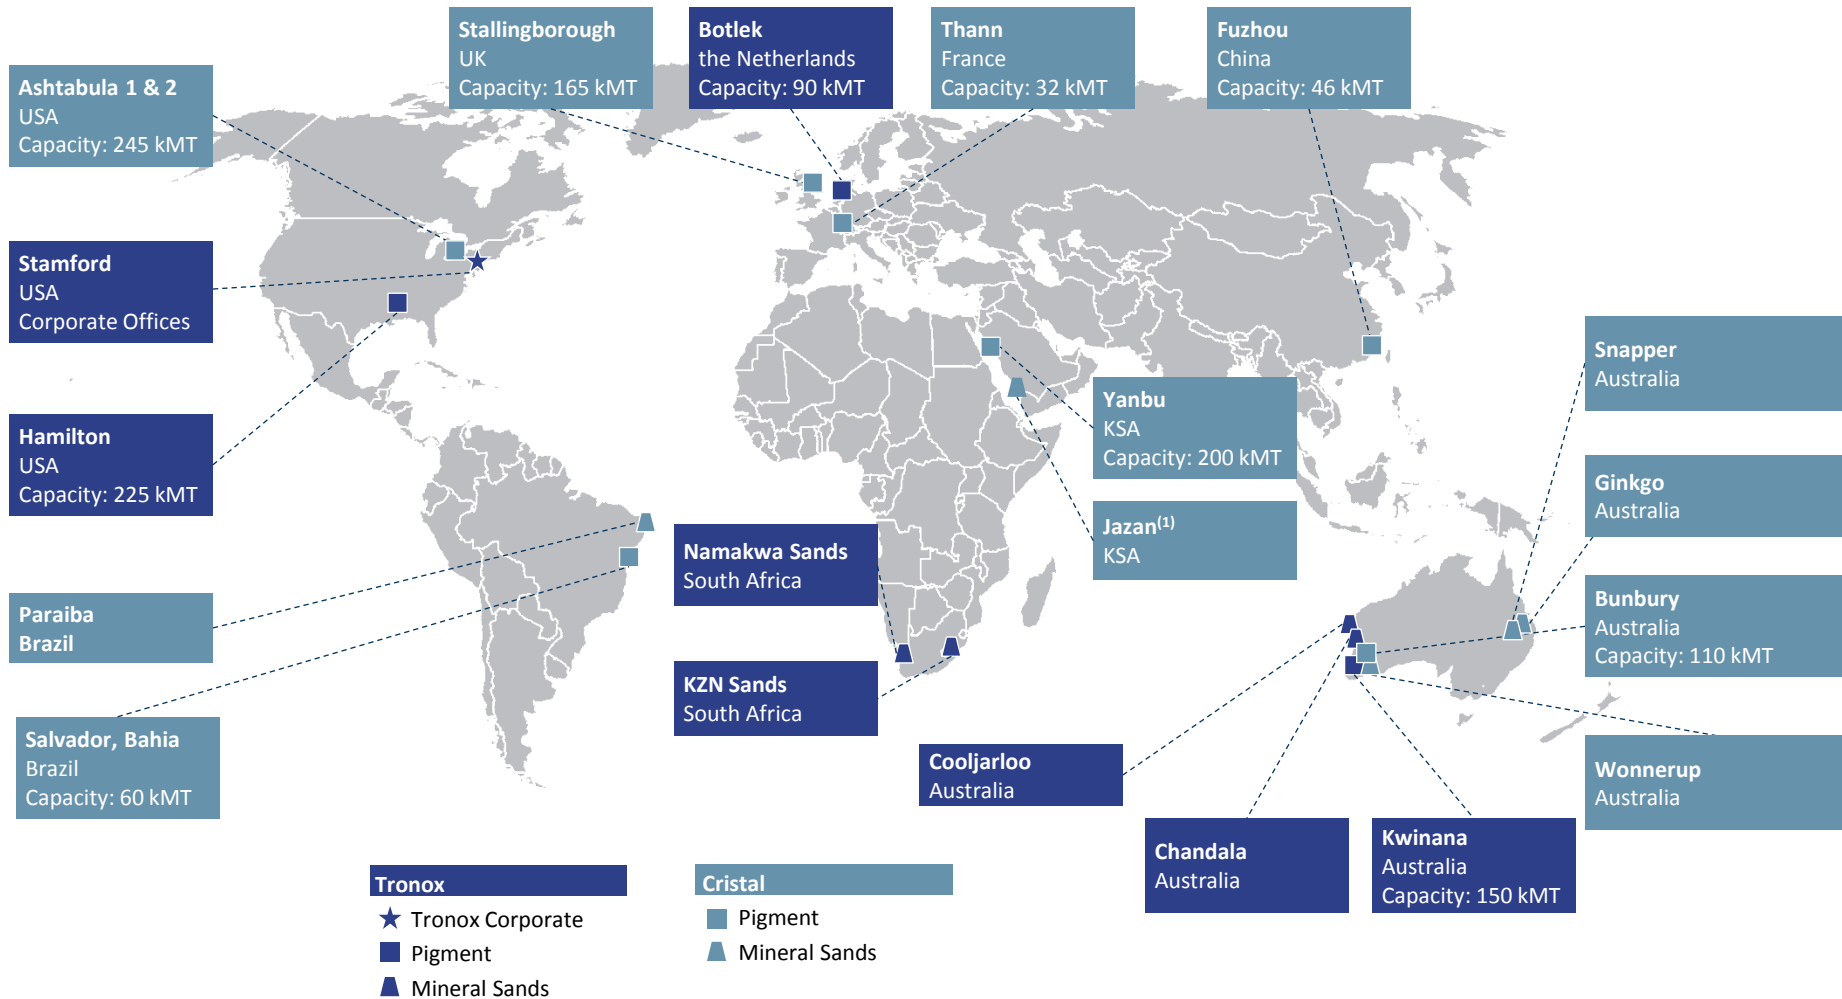 Stallingborough
UK
Capacity: 165 kMT
Botlek
the Netherlands
Capacity: 90 kMT
Thann
France
Capacity: 32 kMT
Fuzhou
China
Capacity: 46 kMT
Ashtabula 1 & 2
USA
Capacity: 245 kMT
Stamford
USA
Corporate Offices
Hamilton
USA
Capacity: 225 kMT
Paraiba
Brazil
Salvador, Bahia
Brazil
Capacity: 60 kMT
Namakwa Sands
South Africa
KZN Sands
South Africa
Yanbu
KSA
Capacity: 200 kMT
Jazan(1)
KSA
Snapper
Australia
Ginkgo
Australia
Bunbury
Australia
Capacity: 110 kMT
Wonnerup
Australia
Cooljarloo
Australia
Chandala
Australia
Kwinana
Australia
Capacity: 150 kMT
Tronox
Tronox Corporate
Pigment
Mineral Sands
Cristal
Pigment
Mineral Sands